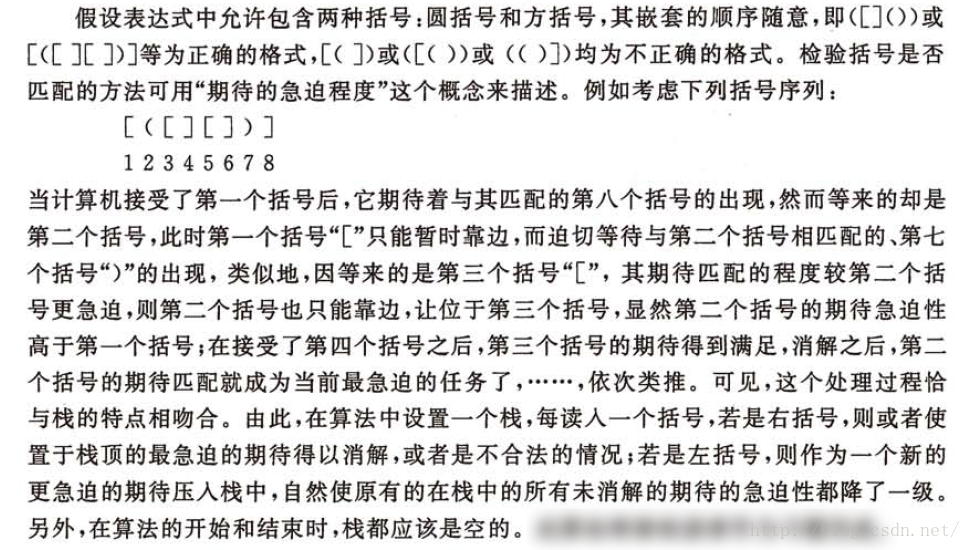 假设表达式中允许包含两种括号:圆括号和方括号,其嵌套的顺序随意,即([]())或
[([ ][ ])]等为正确的格式,[( ])或([( ))或 (( )])均为不正确的格式。检验括号是否
匹配的方法可用“期待的急迫程度”这个概念来描述。例如考虑下列括号序列:
[ ( [ ] [ ] ) ]
1 2 3 4 5 6 7 8
当计算机接受了第一个括号后,它期待着与其匹配的第八个括号的出现,然而等来的却是
第二个括号,此时第一个括号“[”只能暂时靠边,而迫切等待与第二个括号相匹配的、第七
个括号“)”的出现, 类似地,因等来的是第三个括号“[”, 其期待匹配的程度较第二个括
号更急迫,则第二个括号也只能靠边,让位于第三个括号,显然第二个括号的期待急迫性
高于第一个括号;在接受了第四个括号之后,第三个括号的期待得到满足,消解之后,第二
个括号的期待匹配就成为当前最急迫的任务了,……,依次类推。可见,这个处理过程恰
与栈的特点相吻合。由此,在算法中设置一个栈,每读入一个括号,若是右括号,则或者使
置于栈顶的最急迫的期待得以消解,或者是不合法的情况;若是左括号,则作为一个新的
更急迫的期待压入栈中,自然使原有的在栈中的所有未消解的期待的急迫性都降了一级。
另外,在算法的开始和结束时,栈都应该是空的。